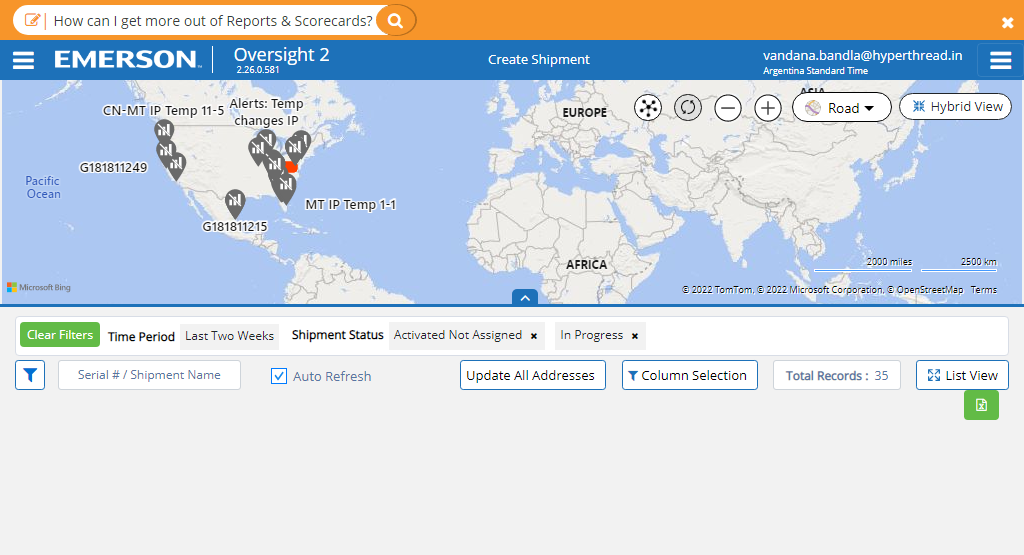 How can I get more out of Reports & Scorecards?
EMERSON
Oversight 2
2.26.0.581
Create Shipment
vandana.bandla@hyperthread.in
Argentina Standard Time
CN-MT IP Temp 11-5
Alerts: Temp
changes IP
G181811249
MT IP Temp 1-1
G181811215
Pacific
Ocean
EUROPE
ASIA
AFRICA
Road
Hybrid View
2000 miles
2500 km
Microsoft Bing
© 2022 TomTom, © 2022 Microsoft Corporation, © OpenStreetMap Terms
Clear Filters
Time Period
Last Two Weeks
Shipment Status
Activated Not Assigned ×
In Progress ×
Serial # / Shipment Name
Auto Refresh
Update All Addresses
Column Selection
Total Records : 35
List View